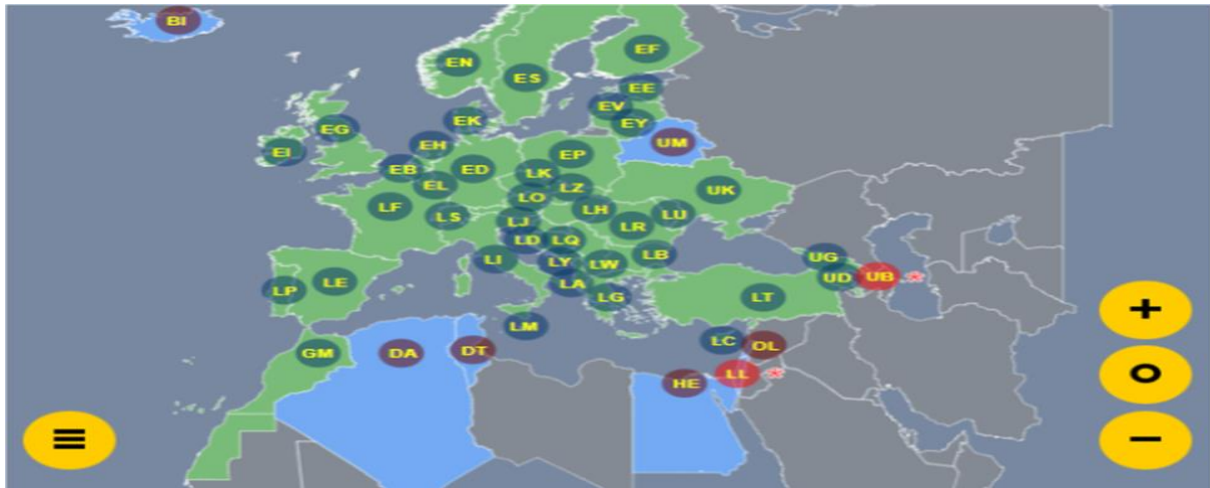 BI
EN
ES
EF
EE
EV
EY
EK
EG
EI
EH
UM
EP
EB
ED
LK
EL
LZ
LO
UK
LF
LS
LH
LU
LJ
LR
LD
LQ
LI
LY
LW
LB
UG
LP
LE
LA
LG
LT
UD
UB *
LM
LC
OL
GM
DA
DT
HE
LL *
+
o
−